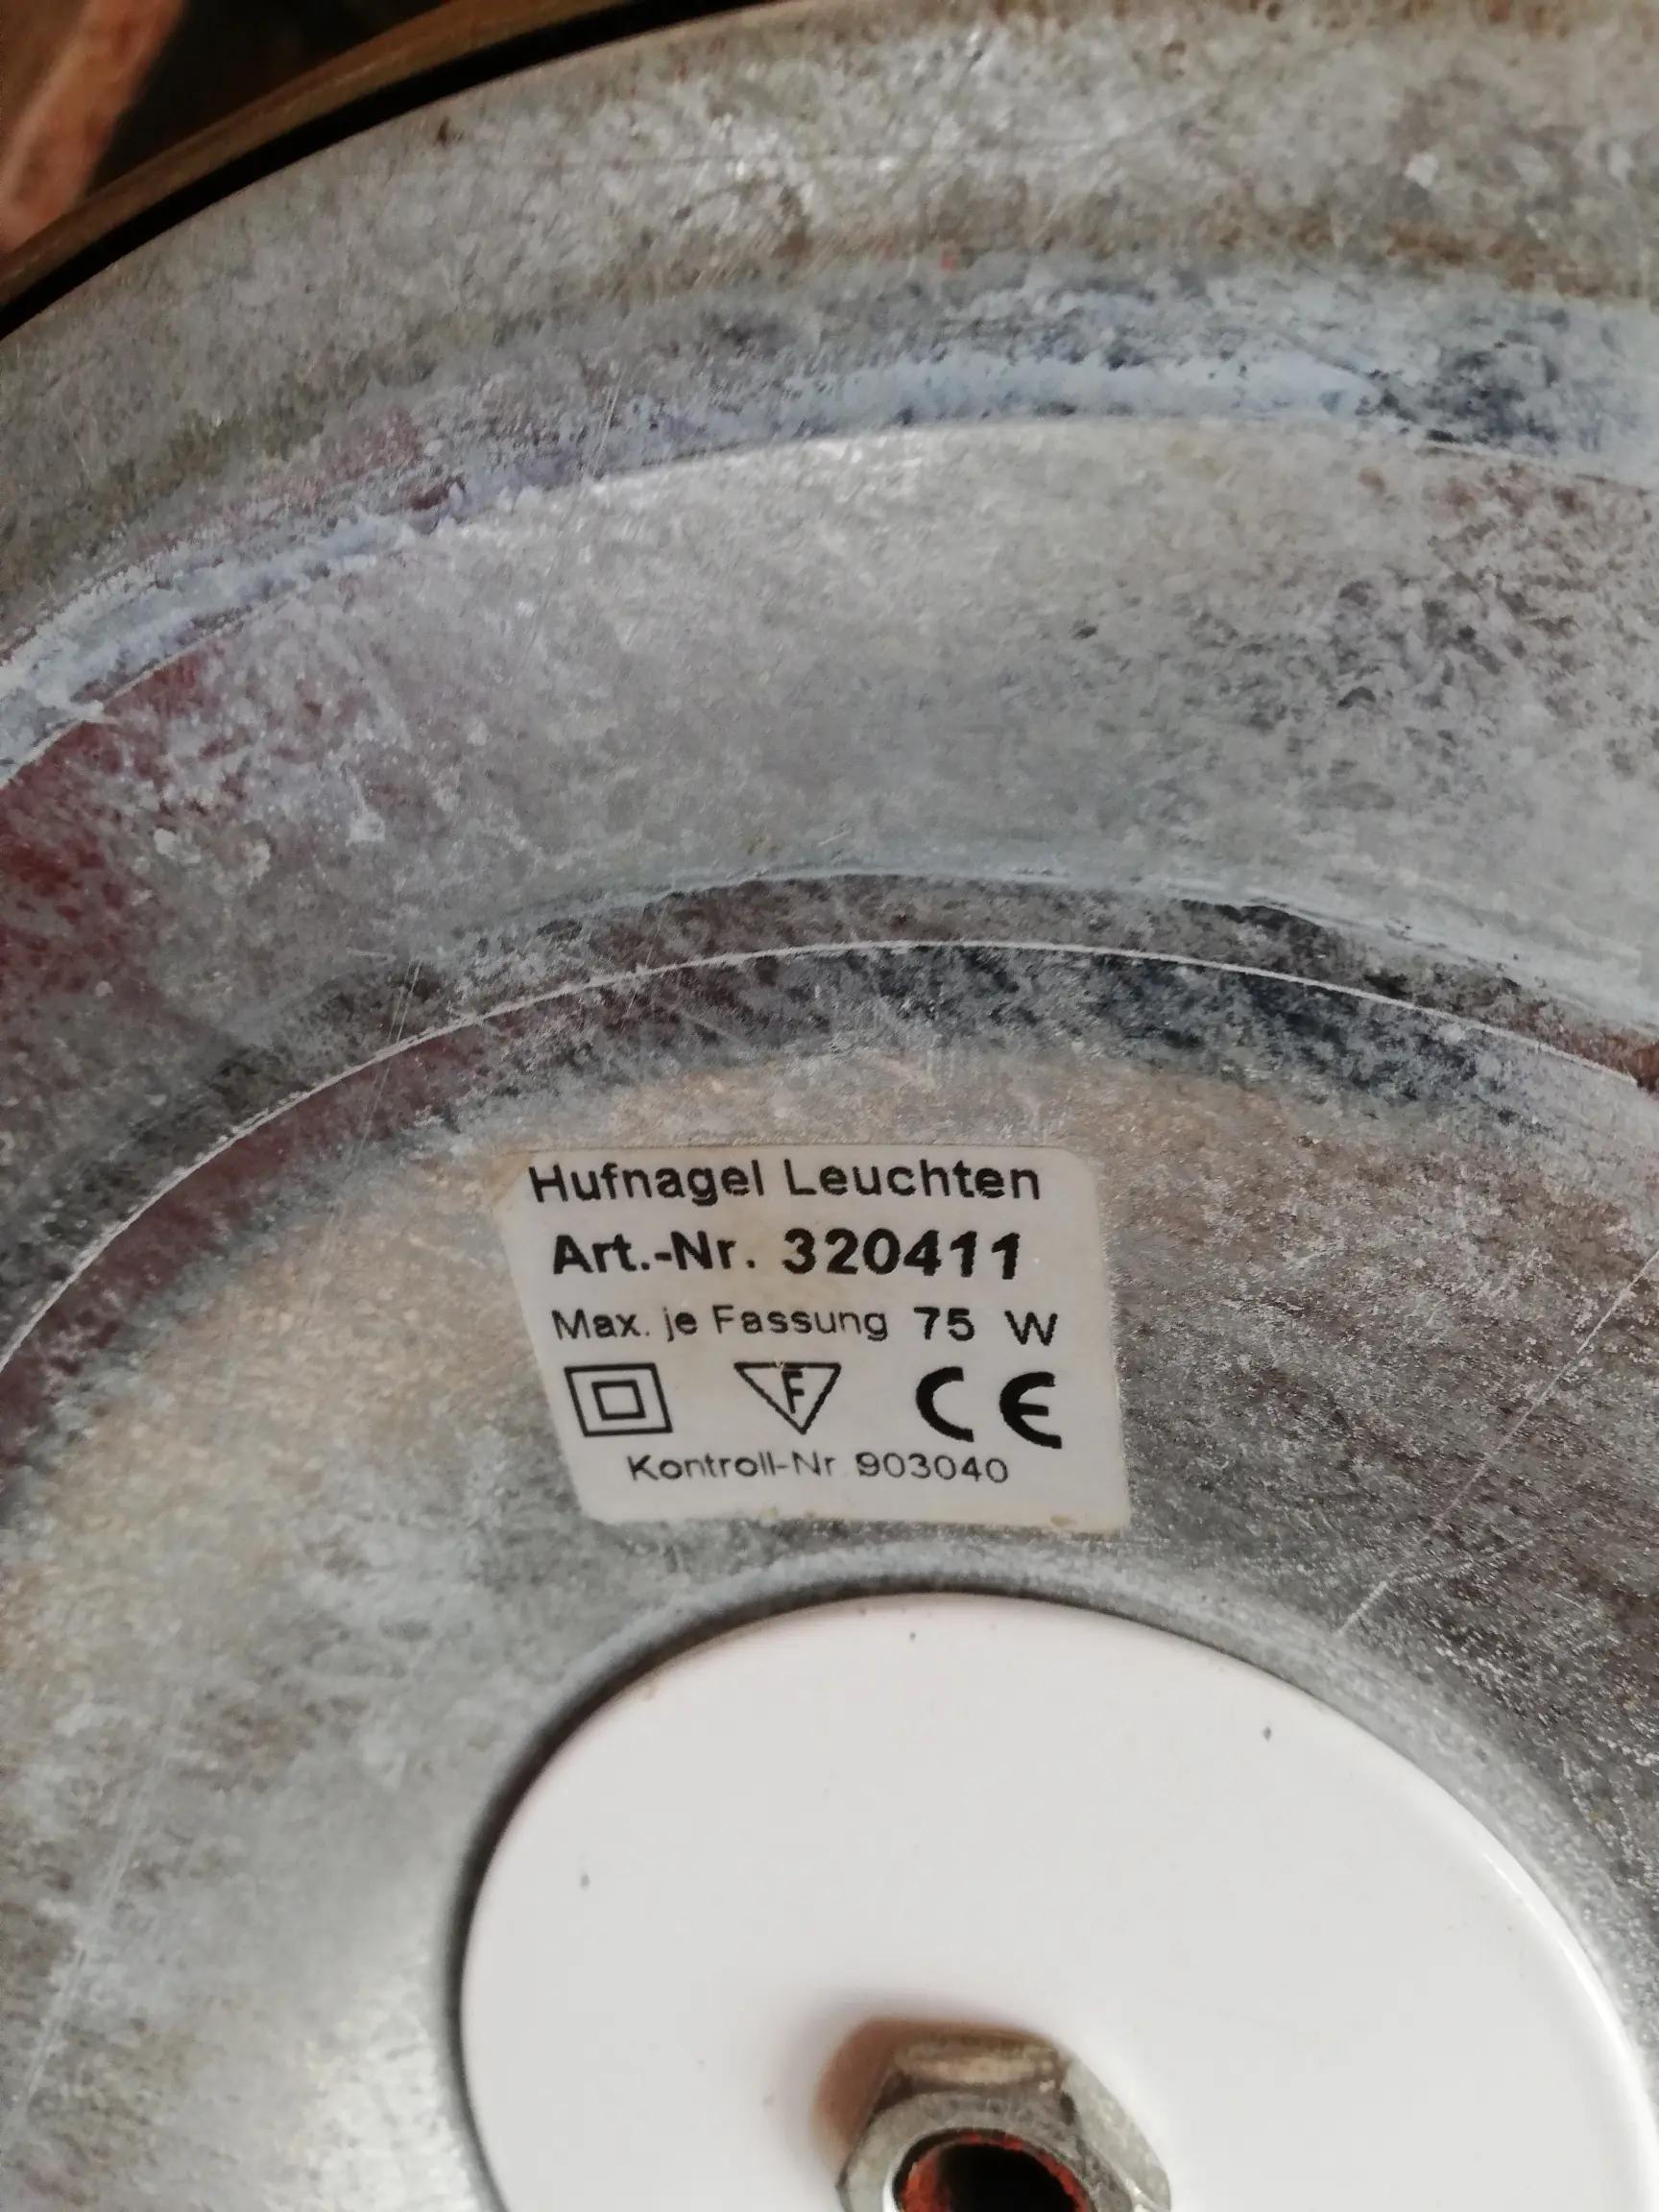 Hufnagel Leuchten
Art.-Nr. 320411
Max. je Fassung 75 W
F CE
Kontroll-Nr 903040